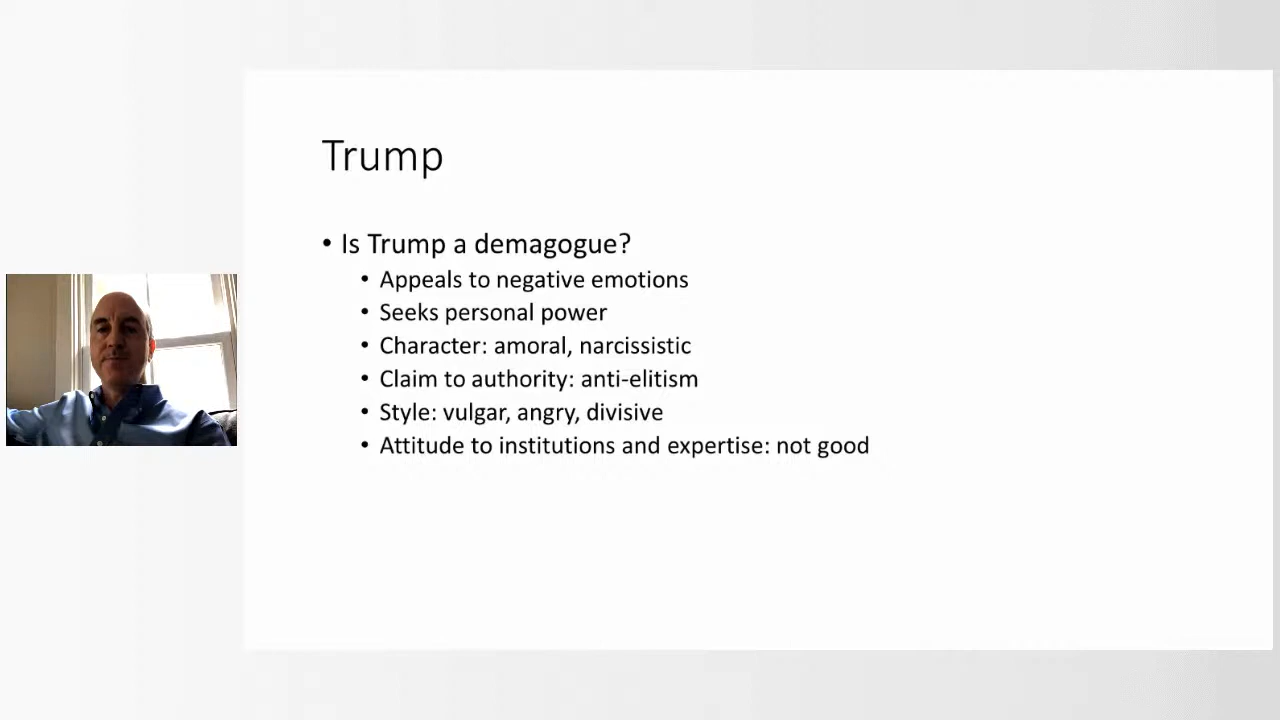 Trump
• Is Trump a demagogue?
• Appeals to negative emotions
• Seeks personal power
• Character: amoral, narcissistic
• Claim to authority: anti-elitism
• Style: vulgar, angry, divisive
• Attitude to institutions and expertise: not good